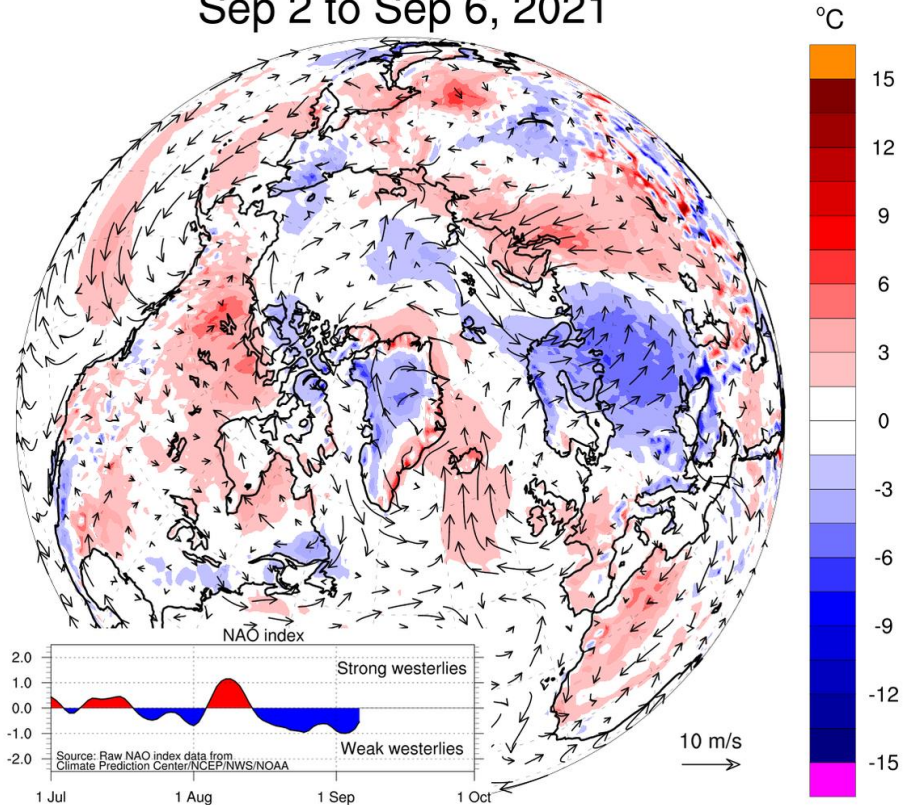 Sep 2 to Sep 6, 2021
°C
15
12
9
6
3
0
-3
-6
-9
-12
-15
10 m/s
NAO index
2.0
1.0
0.0
-1.0
-2.0
Strong westerlies
Weak westerlies
Source: Raw NAO index data from
Climate Prediction Center/NCEP/NWS/NOAA
1 Jul
1 Aug
1 Sep
1 Oct